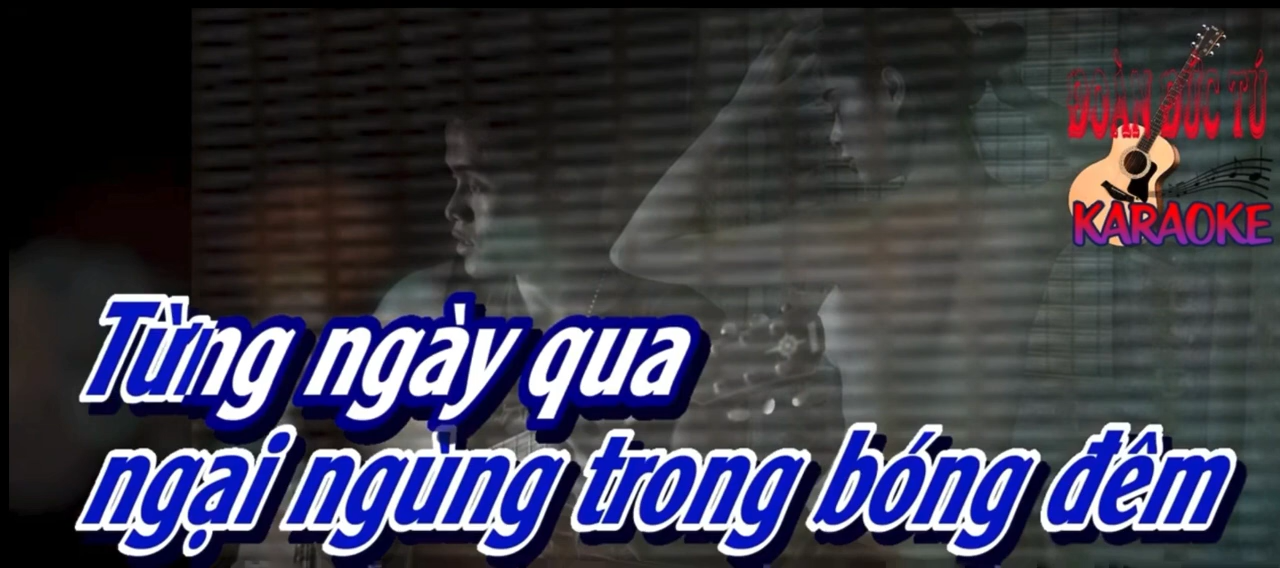 ĐOÀN ĐỨC TÚ
KARAOKE
Từng ngày qua
ngại ngùng trong bóng đêm